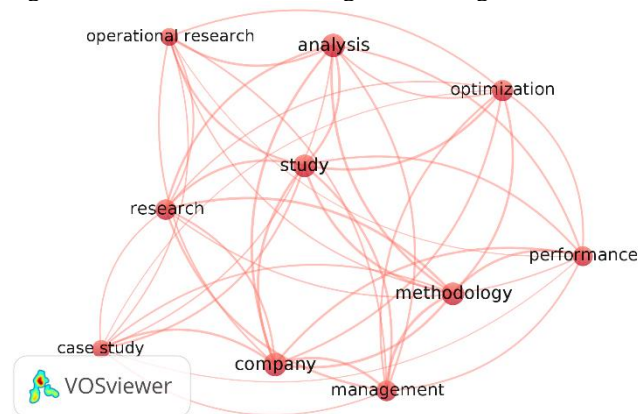 operational research
analysis
optimization
study
research
performance
methodology
case study
company
management
VOSviewer